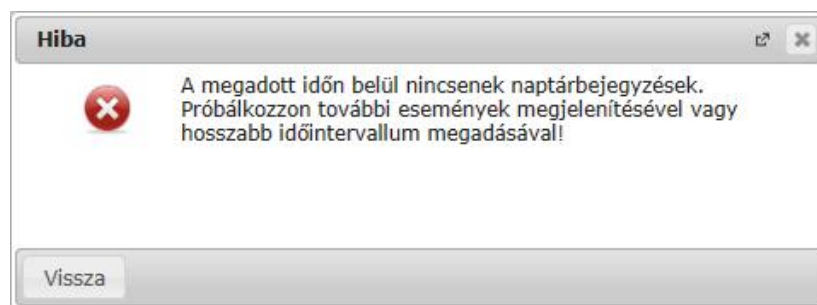 Hiba
A megadott időn belül nincsenek naptárbejegyzések.
Próbálkozzon további események megjelenítésével vagy
hosszabb időintervallum megadásával!
Vissza